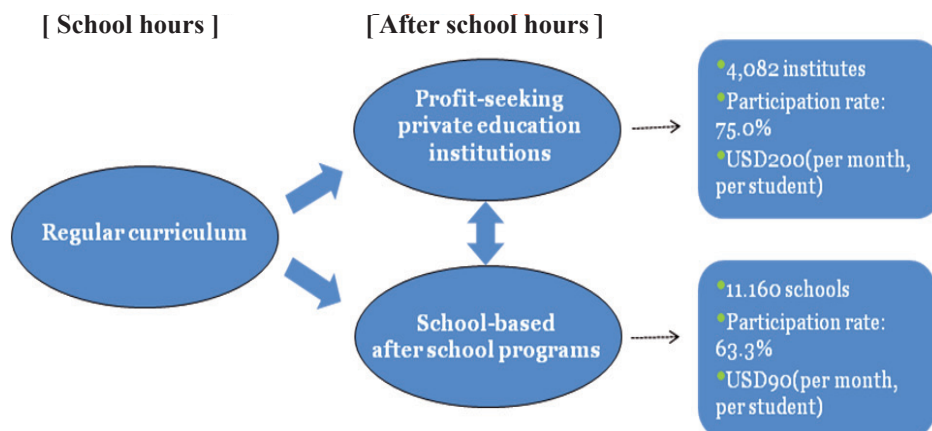 [ School hours ]
[ After school hours ]
Profit-seeking
private education
institutions
•4,082 institutes
•Participation rate:
75.0%
•USD200(per month,
per student)
Regular curriculum
School-based
after school programs
•11.160 schools
•Participation rate:
63.3%
•USD90(per month,
per student)